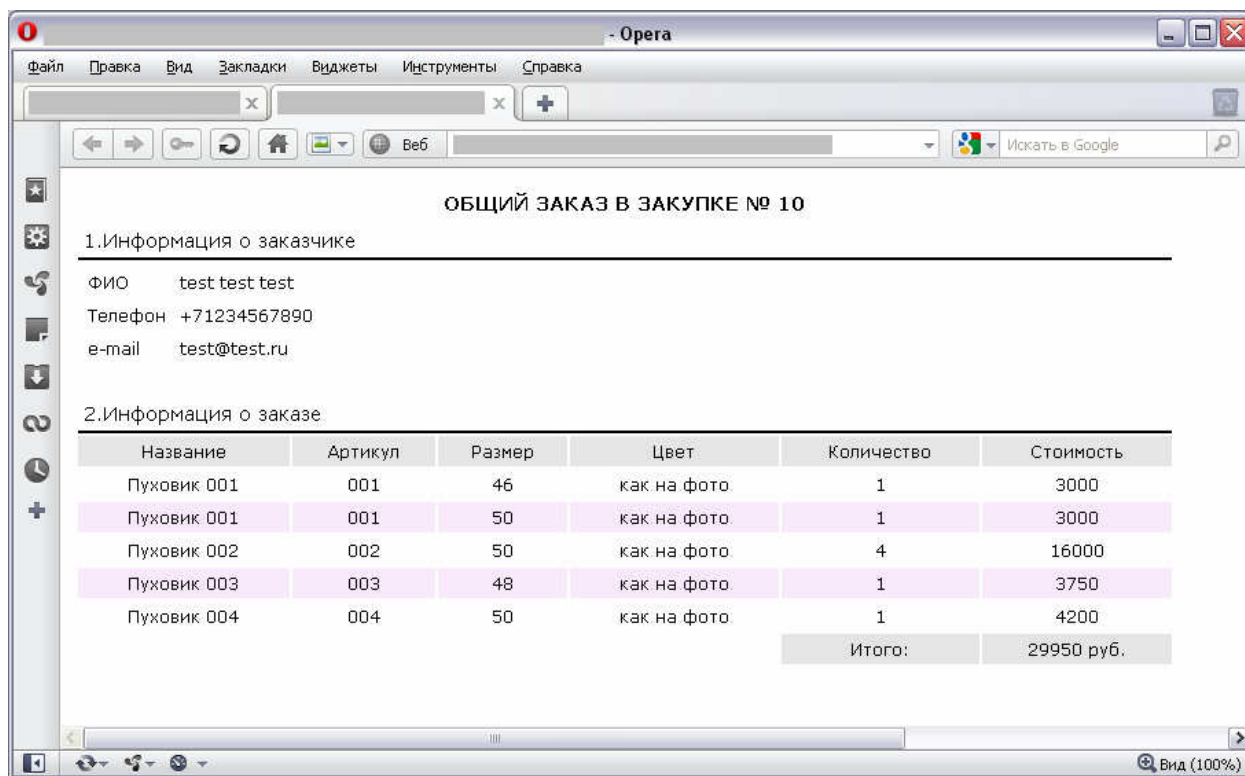 - Opera
Файл Правка Вид Закладки Виджеты Инструменты Справка
Веб Искать в Google
ОБЩИЙ ЗАКАЗ В ЗАКУПКЕ № 10
1.Информация о заказчике
ФИО test test test
Телефон +71234567890
e-mail test@test.ru
2.Информация о заказе
Название Артикул Размер Цвет Количество Стоимость
Пуховик 001 001 46 как на фото 1 3000
Пуховик 001 001 50 как на фото 1 3000
Пуховик 002 002 50 как на фото 4 16000
Пуховик 003 003 48 как на фото 1 3750
Пуховик 004 004 50 как на фото 1 4200
Итого: 29950 руб.
Вид (100%)